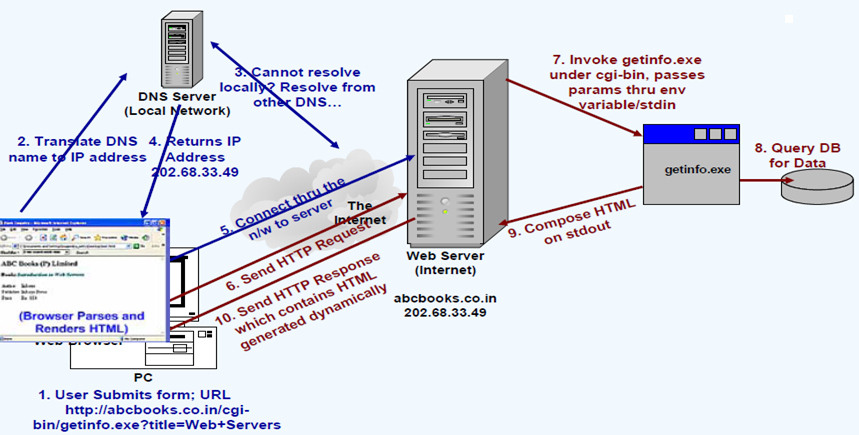 DNS Server
(Local Network)
3. Cannot resolve
locally? Resolve from
other DNS...
2. Translate DNS
name to IP address
4. Returns IP
Address
202.68.33.49
5. Connect thru the
n/w to server
The
Internet
6. Send HTTP Request
10. Send HTTP Response
which contains HTML
generated dynamically
Web Server
(Internet)
abcbooks.co.in
202.68.33.49
7. Invoke getinfo.exe
under cgi-bin, passes
params thru env
variable/stdin
getinfo.exe
8. Query DB
for Data
9. Compose HTML
on stdout
ABC Books (P) Limited
Books Introduction to Web Servers
(Browser Parses and
Renders HTML)
Web Browser
PC
1. User Submits form; URL
http://abcbooks.co.in/cgi-
bin/getinfo.exe?title=Web+Servers